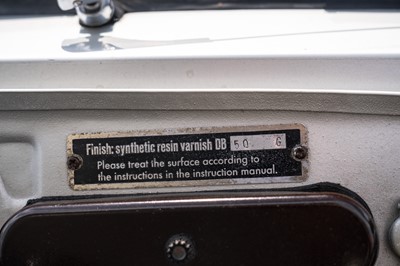 Finish: synthetic resin varnish DB 50 G
Please treat the surface according to
the instructions in the instruction manual.